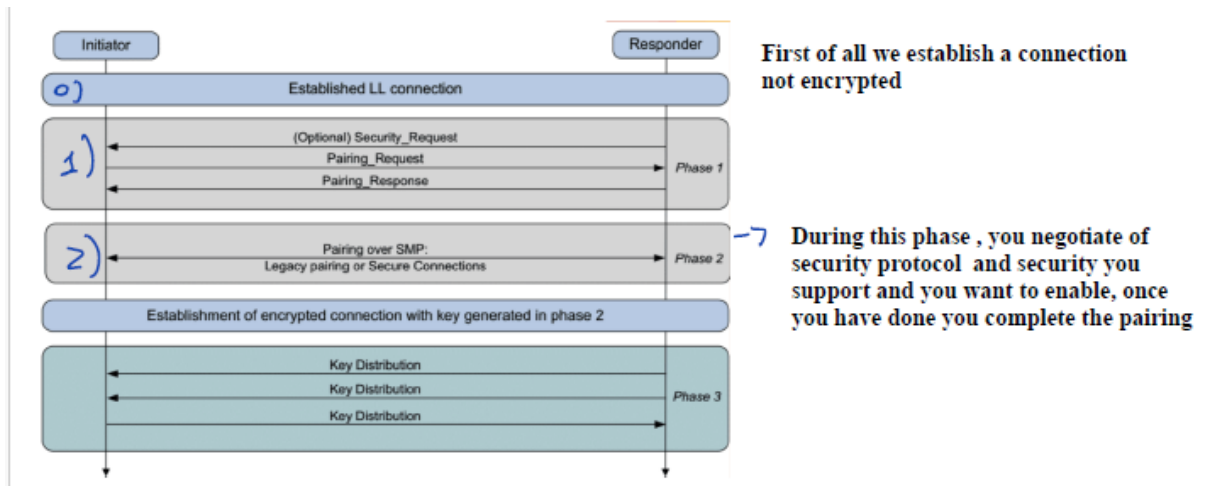 Initiator
Responder
First of all we establish a connection
not encrypted
0)
Established LL connection
1)
(Optional) Security_Request
Pairing_Request
Pairing_Response
Phase 1
2)
Pairing over SMP:
Legacy pairing or Secure Connections
Phase 2
During this phase , you negotiate of
security protocol and security you
support and you want to enable, once
you have done you complete the pairing
Establishment of encrypted connection with key generated in phase 2
Key Distribution
Key Distribution
Key Distribution
Phase 3